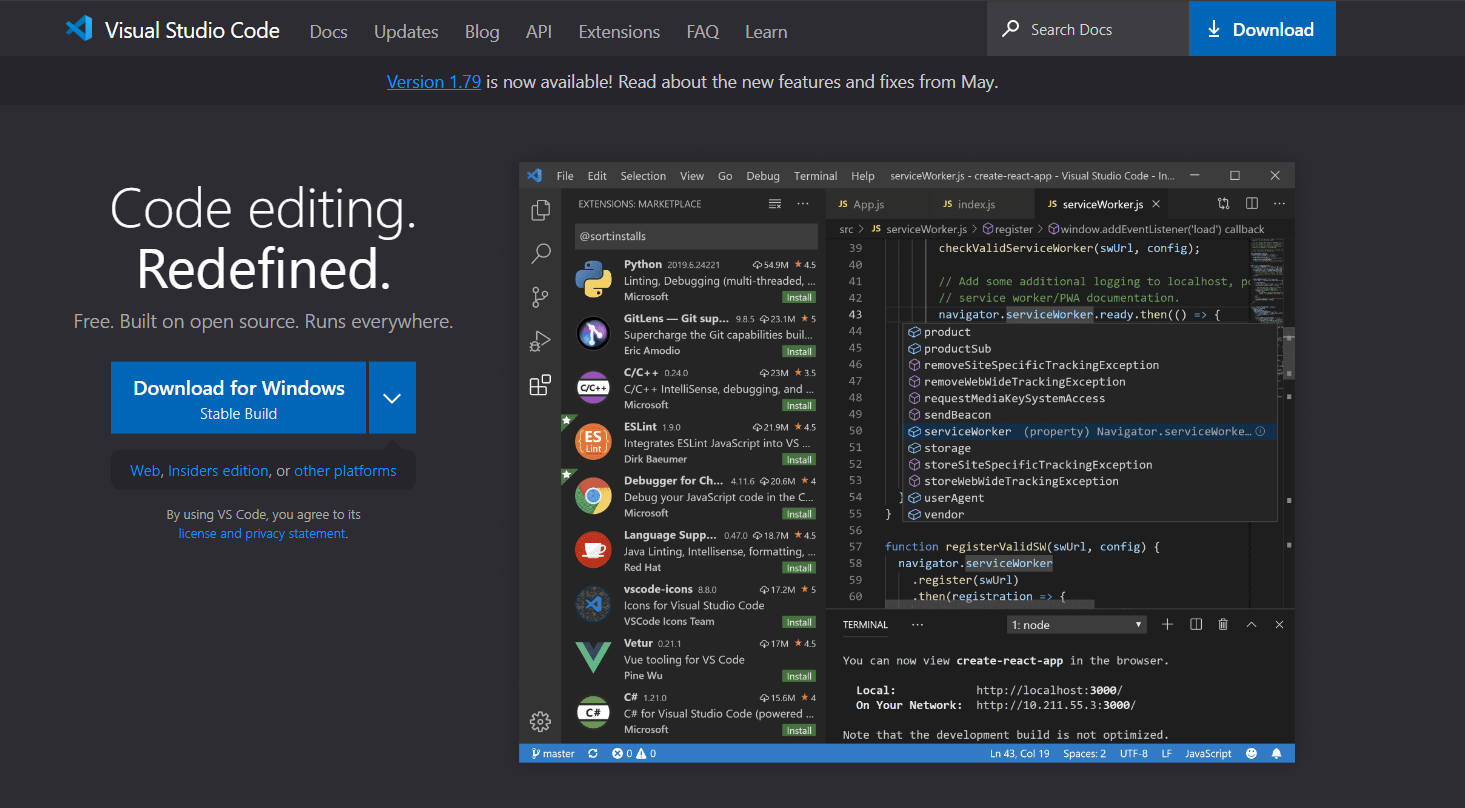 Visual Studio Code Docs Updates Blog API Extensions FAQ Learn Search Docs Download
Version 1.79 is now available! Read about the new features and fixes from May.
Code editing.
Redefined.
Free. Built on open source. Runs everywhere.
Download for Windows
Stable Build
Web, Insiders edition, or other platforms
By using VS Code, you agree to its
license and privacy statement.
File Edit Selection View Go Debug Terminal Help serviceWorker.js - create-react-app - Visual Studio Code - In...
EXTENSIONS: MARKETPLACE
@sort:installs
Python 2019.6.24221 54.9M 4.5
Linting, Debugging (multi-threaded, ...
Microsoft Install
GitLens — Git sup... 9.8.5 23.1M 5
Supercharge the Git capabilities buil...
Eric Amodio Install
C/C++
C/C++ 0.24.0 23M 3.5
C/C++ IntelliSense, debugging, and ...
Microsoft Install
ES
Lint
ESLint 1.9.0 21.9M 4.5
Integrates ESLint JavaScript into VS ...
Dirk Baeumer Install
Debugger for Ch... 4.11.6 20.6M 4
Debug your JavaScript code in the C...
Microsoft Install
Language Supp... 0.47.0 18.7M 4.5
Java Linting, Intellisense, formatting, ...
Red Hat Install
vscode-icons 8.8.0 17.2M 5
Icons for Visual Studio Code
VSCode Icons Team Install
Vetur 0.21.1 17M 4.5
Vue tooling for VS Code
Pine Wu Install
C#
C# 1.21.0 15.6M 4
C# for Visual Studio Code (powered ...
Microsoft Install
JS App.js JS index.js JS serviceWorker.js
src > JS serviceWorker.js > register > window.addEventListener('load') callback
39 checkValidServiceWorker(swUrl, config);
40
41 // Add some additional logging to localhost, po
42 // service worker/PWA documentation.
43 navigator.serviceWorker.ready.then(() => {
44 product
45 productSub
46 removeSiteSpecificTrackingException
47 removeWebWideTrackingException
48 requestMediaKeySystemAccess
49 sendBeacon
50 serviceWorker (property) Navigator.serviceWorke...
51 storage
52 storeSiteSpecificTrackingException
53 storeWebWideTrackingException
54 } userAgent
55 } vendor
56
57 function registerValidSW(swUrl, config) {
58 navigator.serviceWorker
59 .register(swUrl)
60 .then(registration => {
TERMINAL ... 1: node
You can now view create-react-app in the browser.
Local: http://localhost:3000/
On Your Network: http://10.211.55.3:3000/
Note that the development build is not optimized.
master 0 0 Ln 43, Col 19 Spaces: 2 UTF-8 LF JavaScript